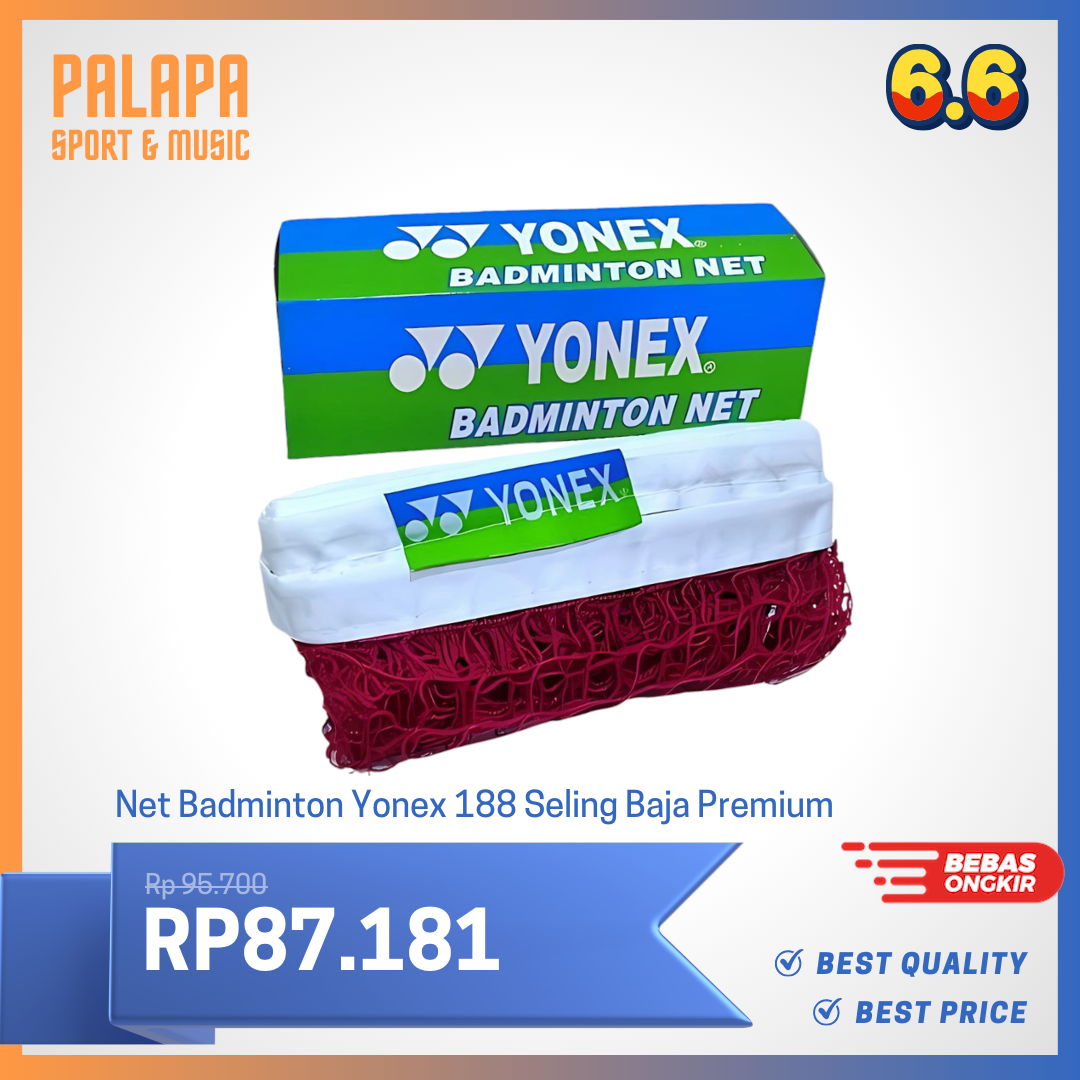 PALAPA
SPORT & MUSIC
6.6
YONEX®
BADMINTON NET
YONEX®
BADMINTON NET
YONEX
Net Badminton Yonex 188 Seling Baja Premium
Rp 95.700
RP87.181
BEBAS
ONGKIR
BEST QUALITY
BEST PRICE